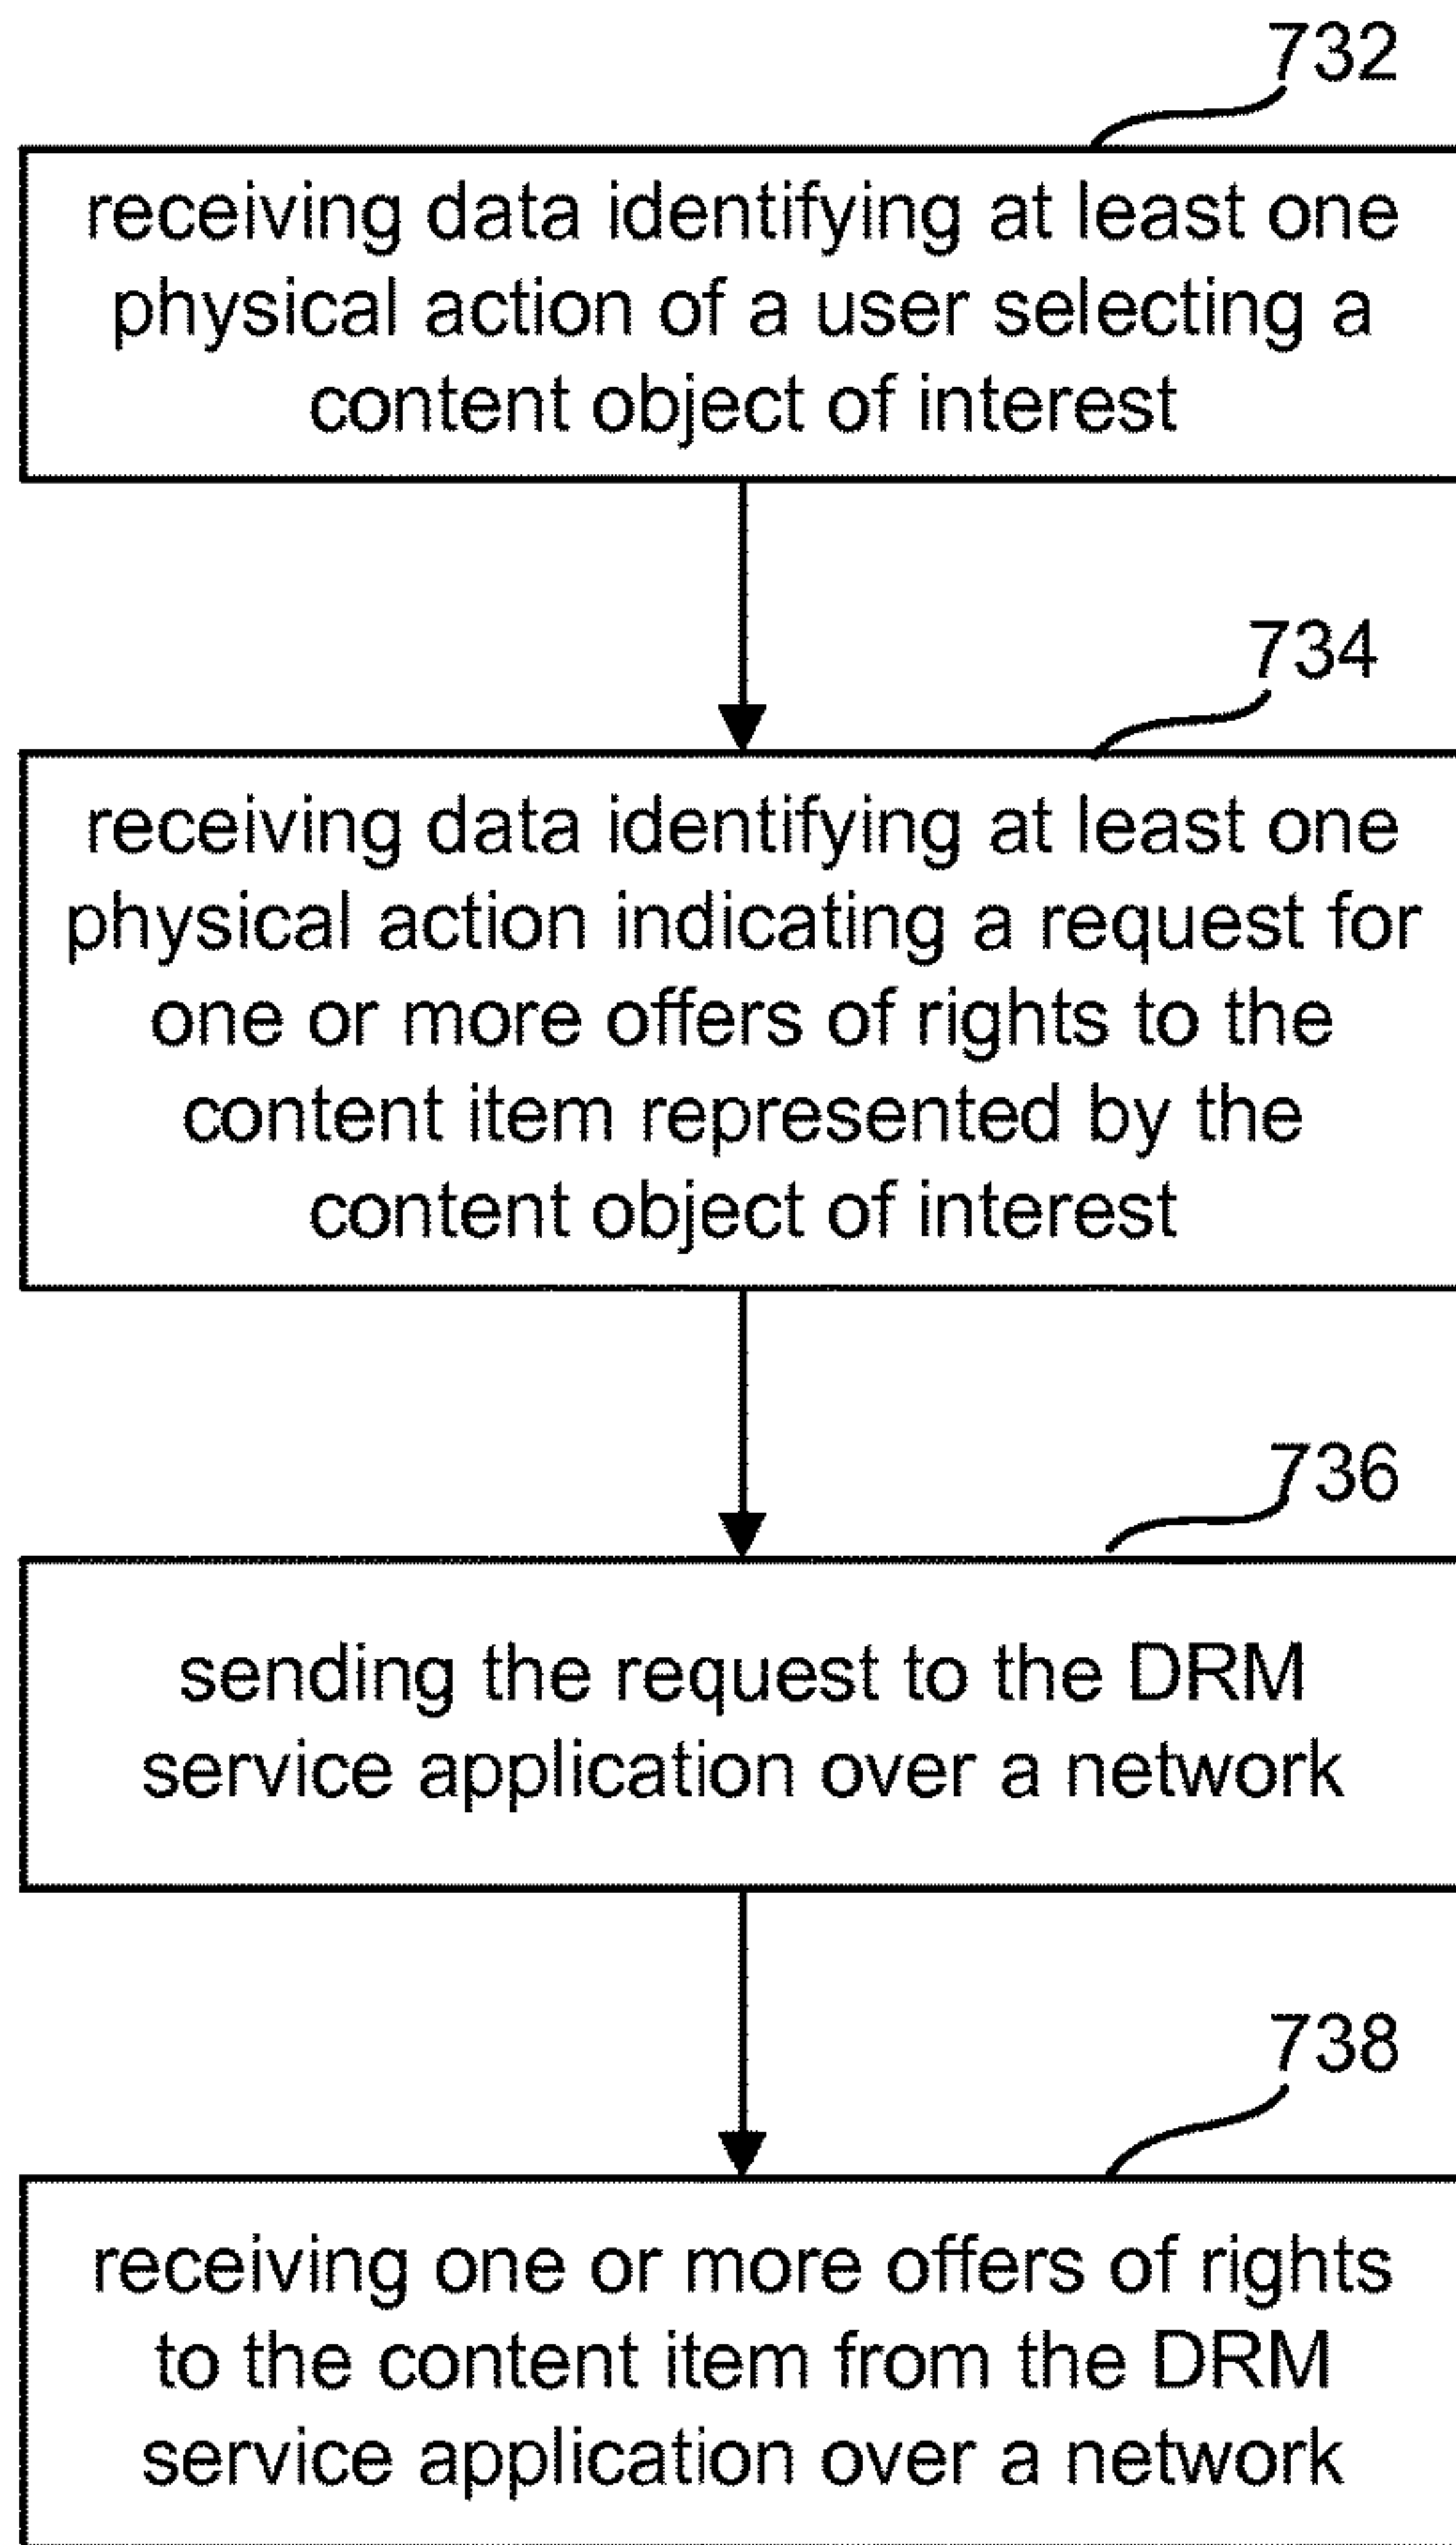 732
receiving data identifying at least one
physical action of a user selecting a
content object of interest
734
receiving data identifying at least one
physical action indicating a request for
one or more offers of rights to the
content item represented by the
content object of interest
736
sending the request to the DRM
service application over a network
738
receiving one or more offers of rights
to the content item from the DRM
service application over a network